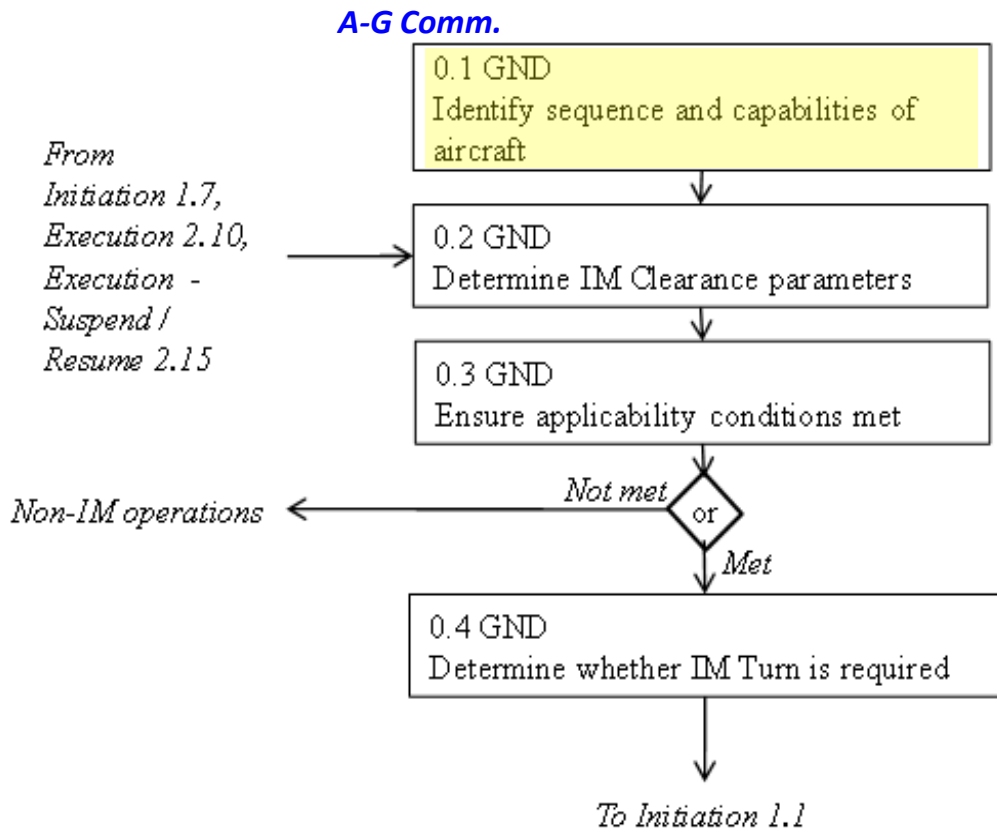 A-G Comm.
0.1 GND
Identify sequence and capabilities of
aircraft
From
Initiation 1.7,
Execution 2.10,
Execution -
Suspend /
Resume 2.15
0.2 GND
Determine IM Clearance parameters
0.3 GND
Ensure applicability conditions met
Not met
or
Non-IM operations
Met
0.4 GND
Determine whether IM Turn is required
To Initiation 1.1